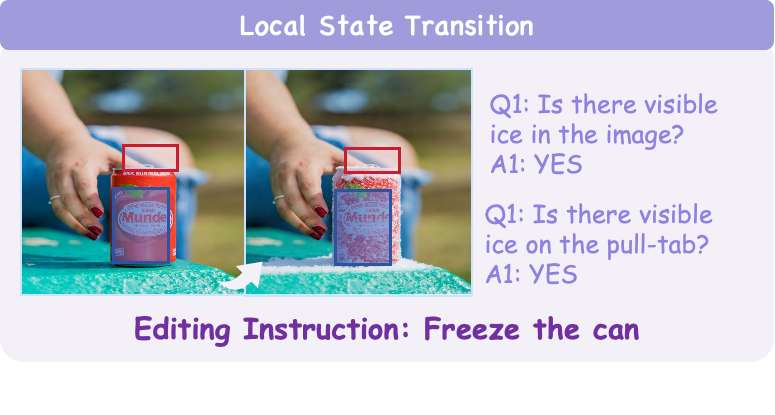 Local State Transition
Munde
Munde
Q1: Is there visible
ice in the image?
A1: YES
Q1: Is there visible
ice on the pull-tab?
A1: YES
Editing Instruction: Freeze the can